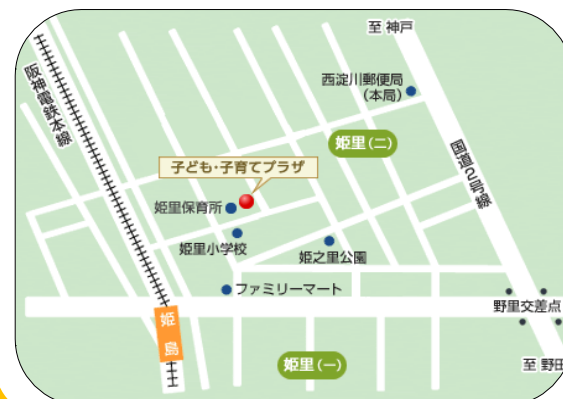 至 神戸
阪神電鉄本線
西淀川郵便局
(本局)
国道2号線
姫里(二)
子ども・子育てプラザ
姫里保育所
姫里小学校
姫之里公園
ファミリーマート
野里交差点
姫島
姫里(一)
至 野田